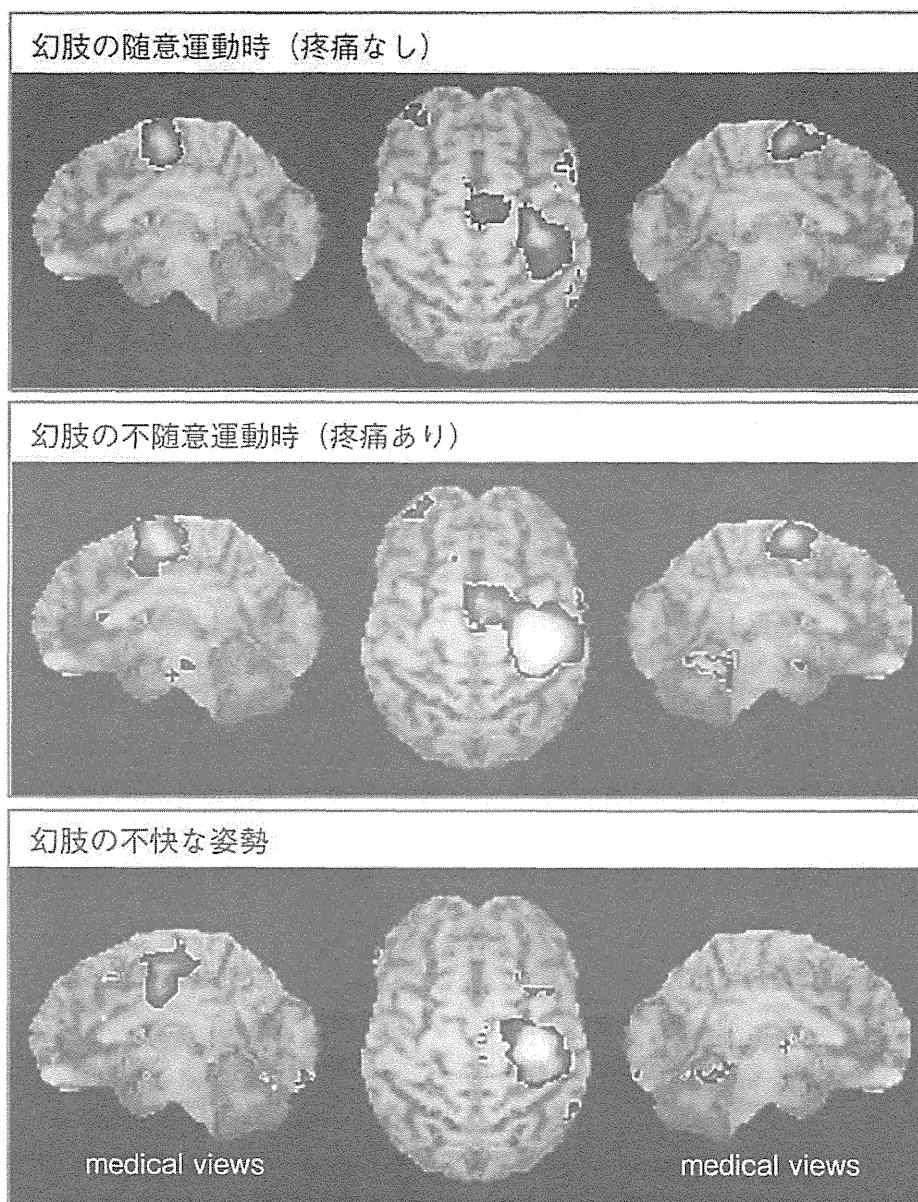 幻肢の随意運動時（疼痛なし）
幻肢の不随意運動時（疼痛あり）
幻肢の不快な姿勢
medical views
medical views